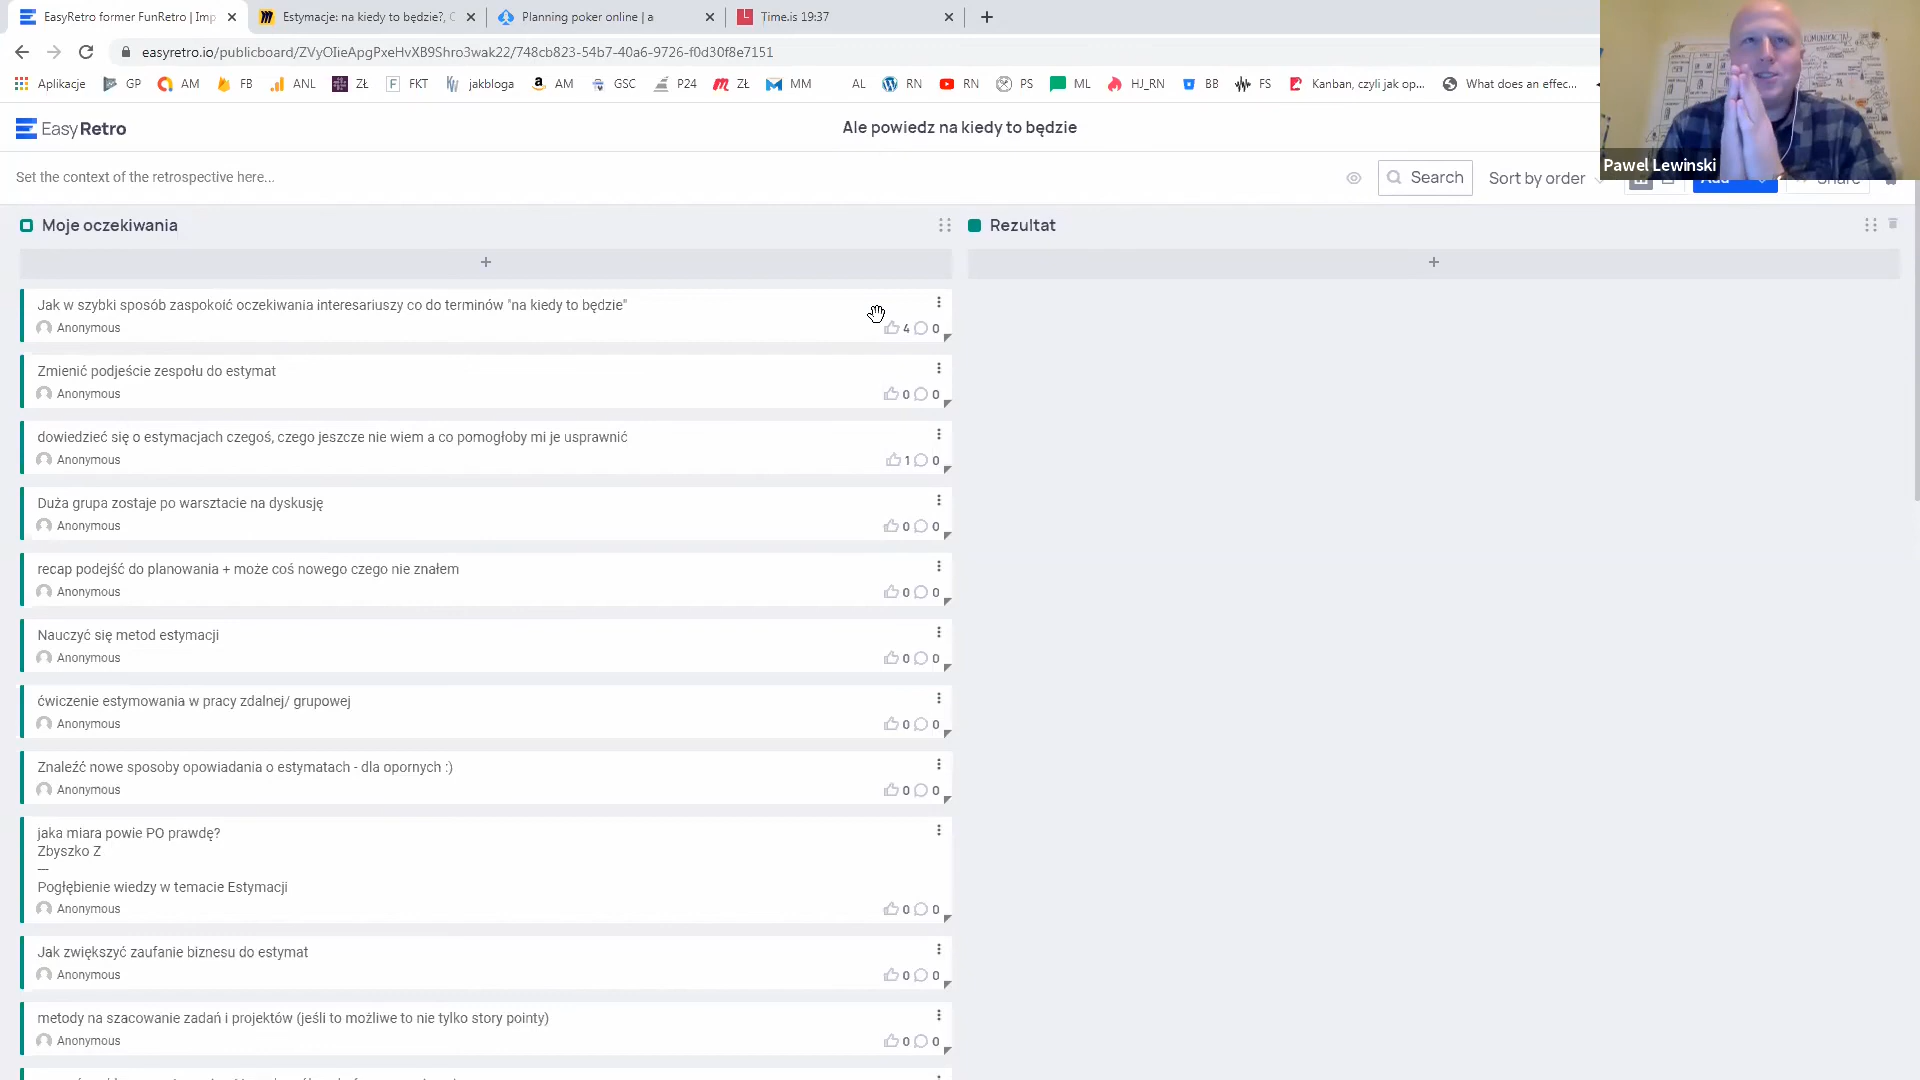 EasyRetro former FunRetro | Imp
Estymacje: na kiedy to będzie?, C
Planning poker online | a
Time.is 19:37
easyretro.io/publicboard/ZVyOIieApgPxeHvXB9Shro3wak22/748cb823-54b7-40a6-9726-f0d30f8e7151
Aplikacje GP AM FB ANL ZŁ FKT jakbloga AM GSC P24 ZŁ MM AL RN RN PS ML HJ_RN BB FS Kanban, czyli jak op... What does an effec...
EasyRetro
Ale powiedz na kiedy to będzie
Pawel Lewinski
Set the context of the retrospective here...
Search
Sort by order
Add
Share
Moje oczekiwania
Rezultat
+
+
Jak w szybki sposób zaspokoić oczekiwania interesariuszy co do terminów "na kiedy to będzie"
Anonymous
4 0
Zmienić podjeście zespołu do estymat
Anonymous
0 0
dowiedzieć się o estymacjach czegoś, czego jeszcze nie wiem a co pomogłoby mi je usprawnić
Anonymous
1 0
Duża grupa zostaje po warsztacie na dyskusję
Anonymous
0 0
recap podejść do planowania + może coś nowego czego nie znałem
Anonymous
0 0
Nauczyć się metod estymacji
Anonymous
0 0
ćwiczenie estymowania w pracy zdalnej/ grupowej
Anonymous
0 0
Znaleźć nowe sposoby opowiadania o estymatach - dla opornych :)
Anonymous
0 0
jaka miara powie PO prawdę?
Zbyszko Z
—
Pogłębienie wiedzy w temacie Estymacji
Anonymous
0 0
Jak zwiększyć zaufanie biznesu do estymat
Anonymous
0 0
metody na szacowanie zadań i projektów (jeśli to możliwe to nie tylko story pointy)
Anonymous
0 0